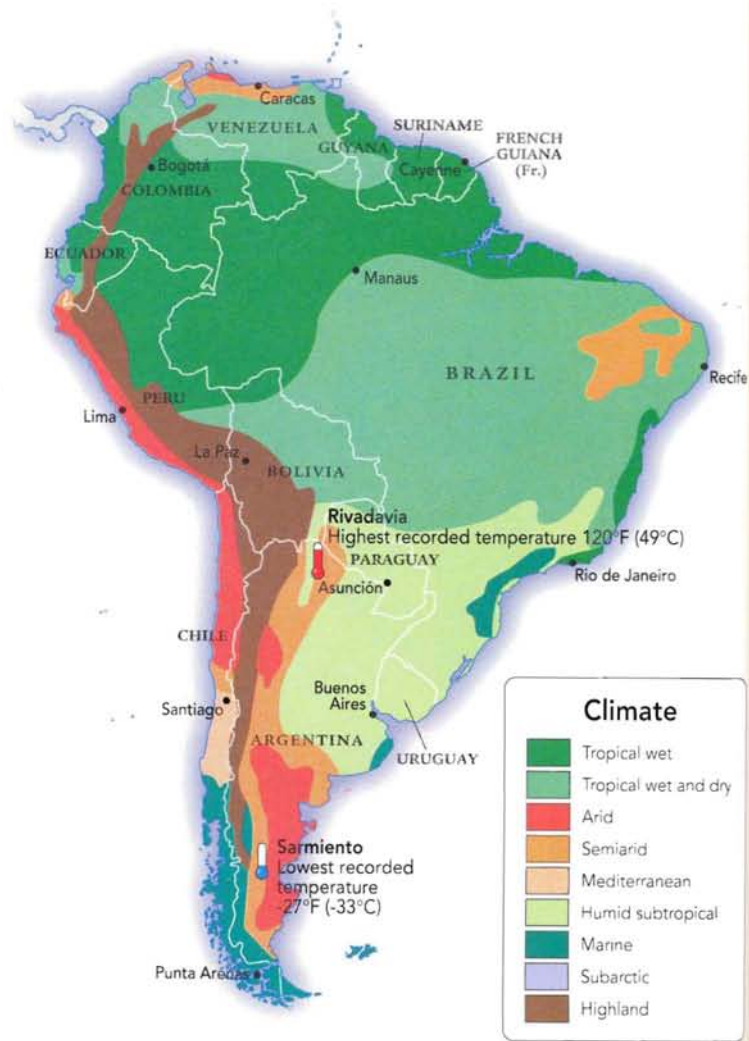 Caracas
VENEZUELA
SURINAME
GUYANA
FRENCH
GUIANA
(Fr.)
Cayenne
Bogotá
COLOMBIA
ECUADOR
Manaus
BRAZIL
Recife
PERU
Lima
La Paz
BOLIVIA
Rivadavia
Highest recorded temperature 120°F (49°C)
PARAGUAY
Asunción
Rio de Janeiro
CHILE
Santiago
Buenos
Aires
ARGENTINA
URUGUAY
Sarmiento
Lowest recorded
temperature
-27°F (-33°C)
Punta Arenas
Climate
Tropical wet
Tropical wet and dry
Arid
Semiarid
Mediterranean
Humid subtropical
Marine
Subarctic
Highland